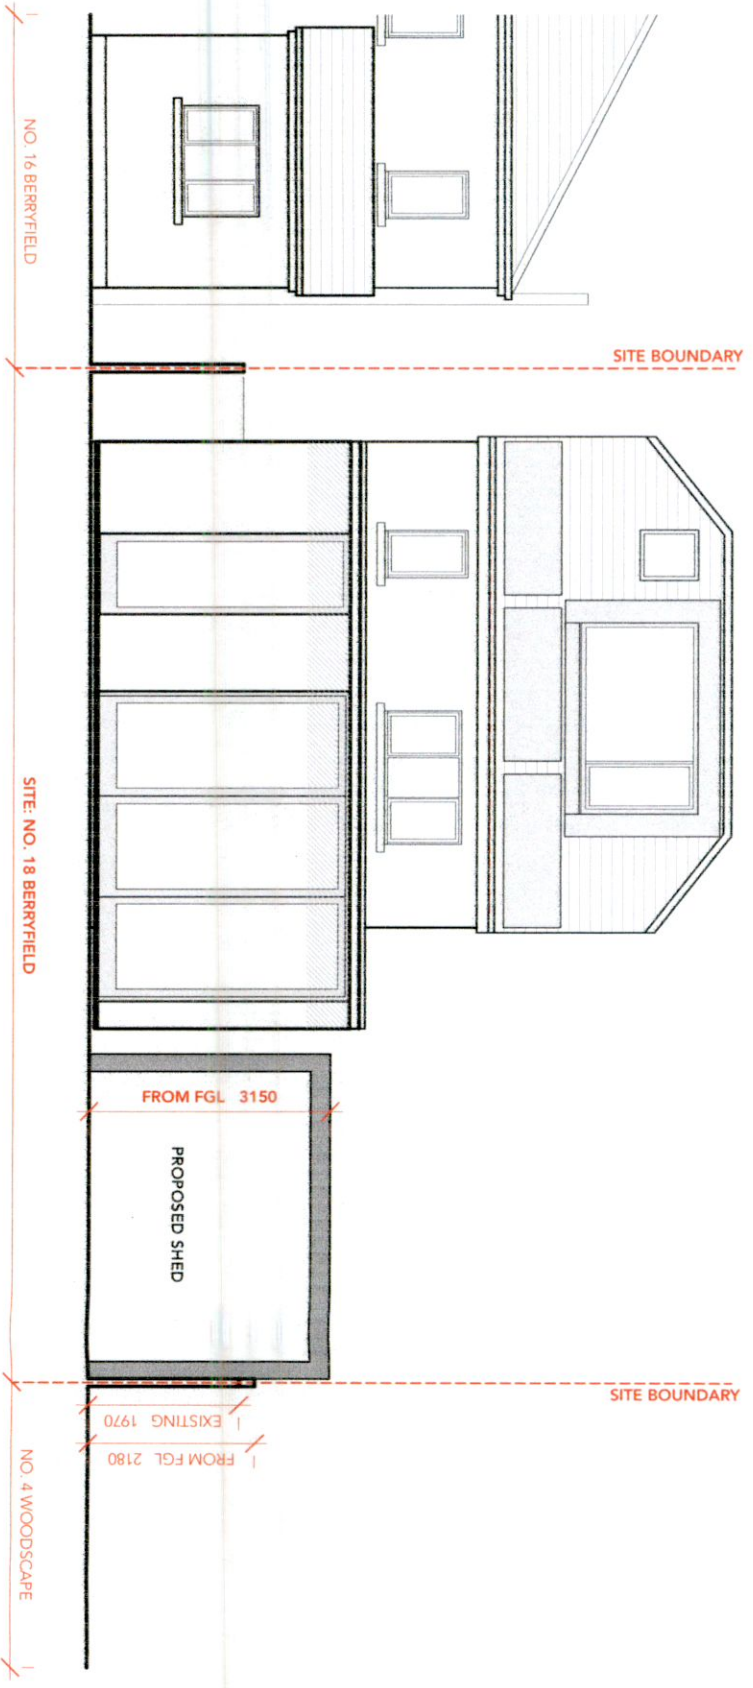 NO. 16 BERRYFIELD
SITE BOUNDARY
SITE: NO. 18 BERRYFIELD
FROM FGL 3150
PROPOSED SHED
SITE BOUNDARY
EXISTING 1970
FROM FGL 2180
NO. 4 WOODSCAPE